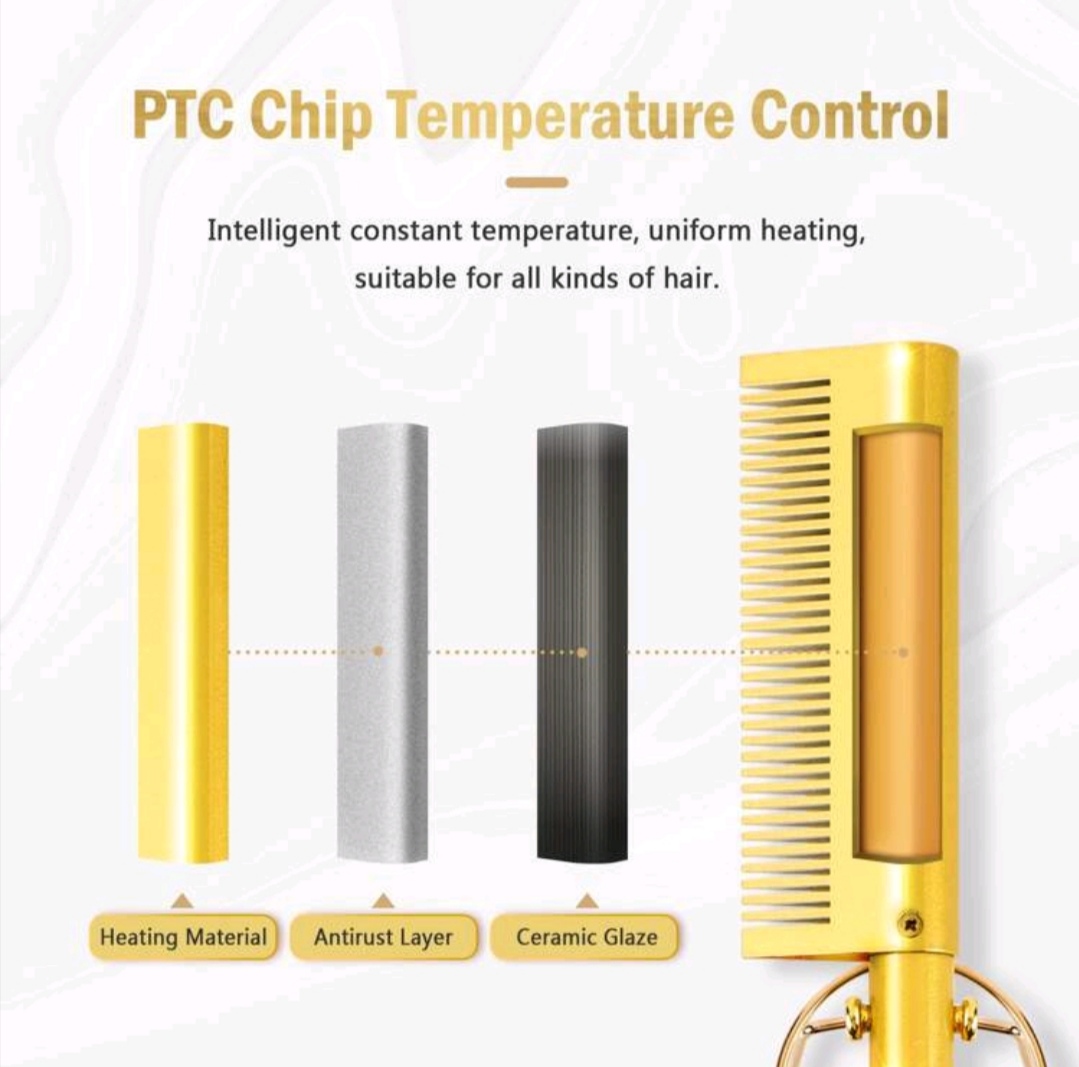 PTC Chip Temperature Control
Intelligent constant temperature, uniform heating,
suitable for all kinds of hair.
Heating Material
Antirust Layer
Ceramic Glaze